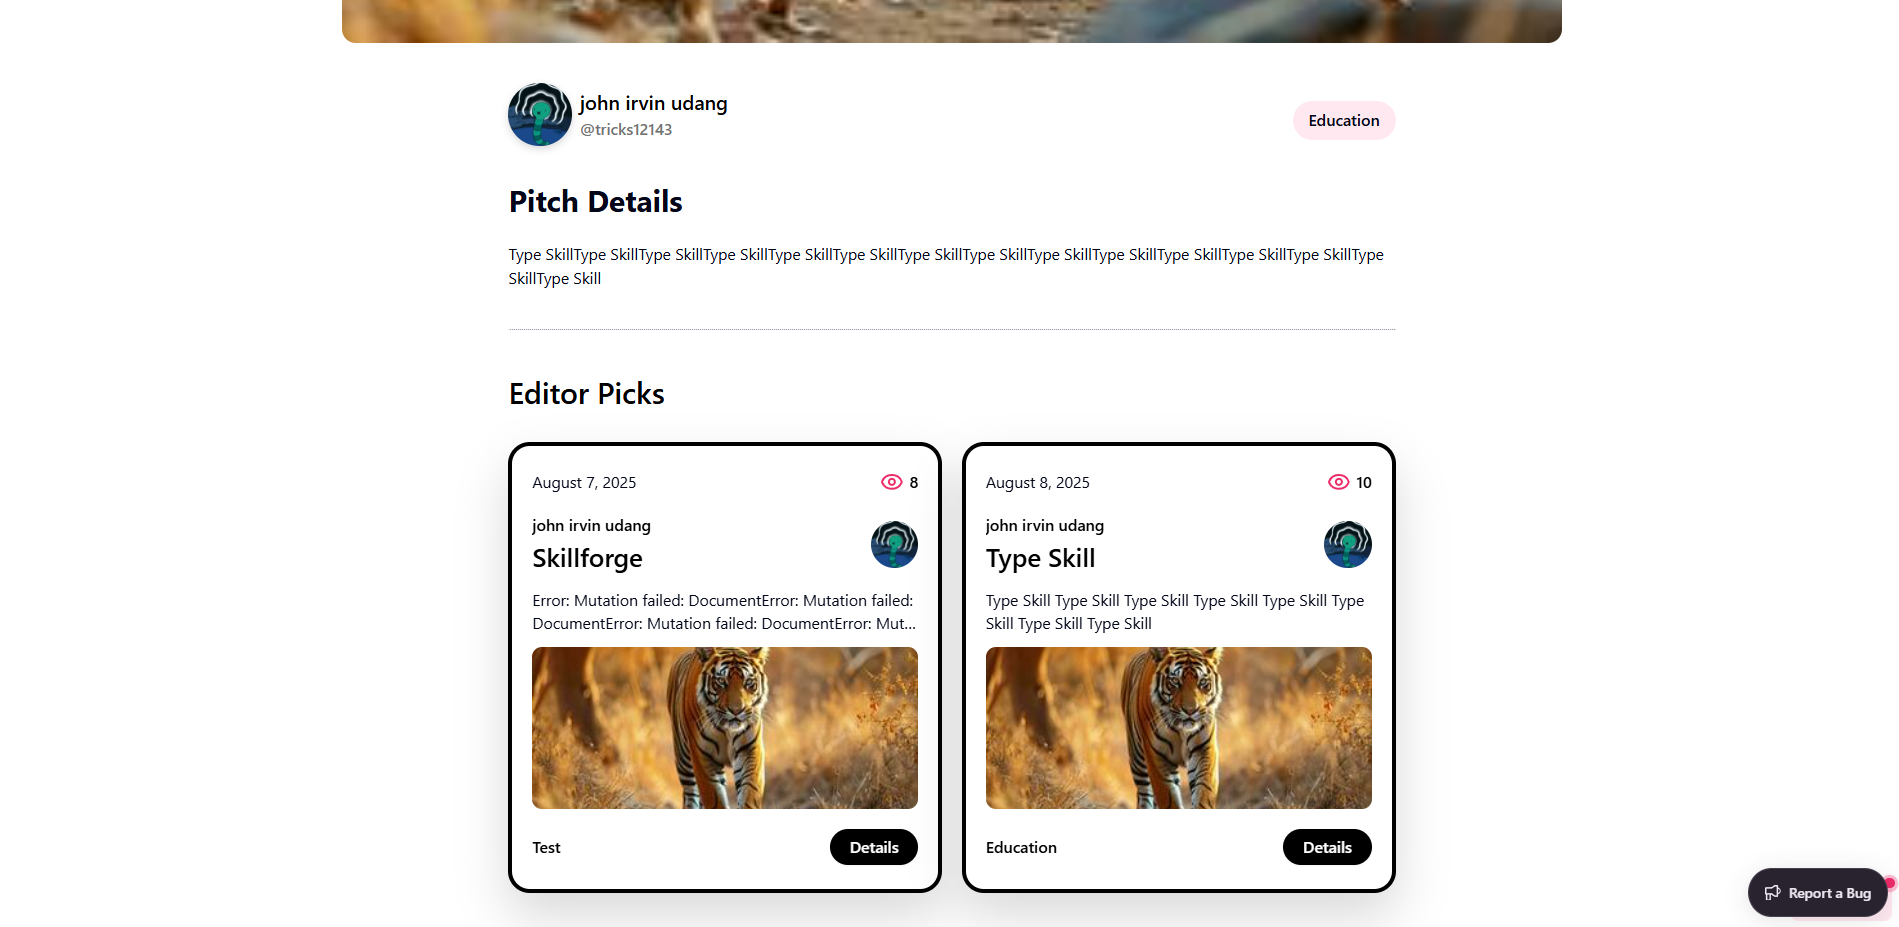 john irvin udang
@tricks12143
Education
Pitch Details
Type SkillType SkillType SkillType SkillType SkillType SkillType SkillType SkillType SkillType SkillType SkillType SkillType SkillType
SkillType Skill
Editor Picks
August 7, 2025
8
john irvin udang
Skillforge
Error: Mutation failed: DocumentError: Mutation failed:
DocumentError: Mutation failed: DocumentError: Mut...
Test
Details
August 8, 2025
10
john irvin udang
Type Skill
Type Skill Type Skill Type Skill Type Skill Type Skill Type
Skill Type Skill Type Skill
Education
Details
Report a Bug